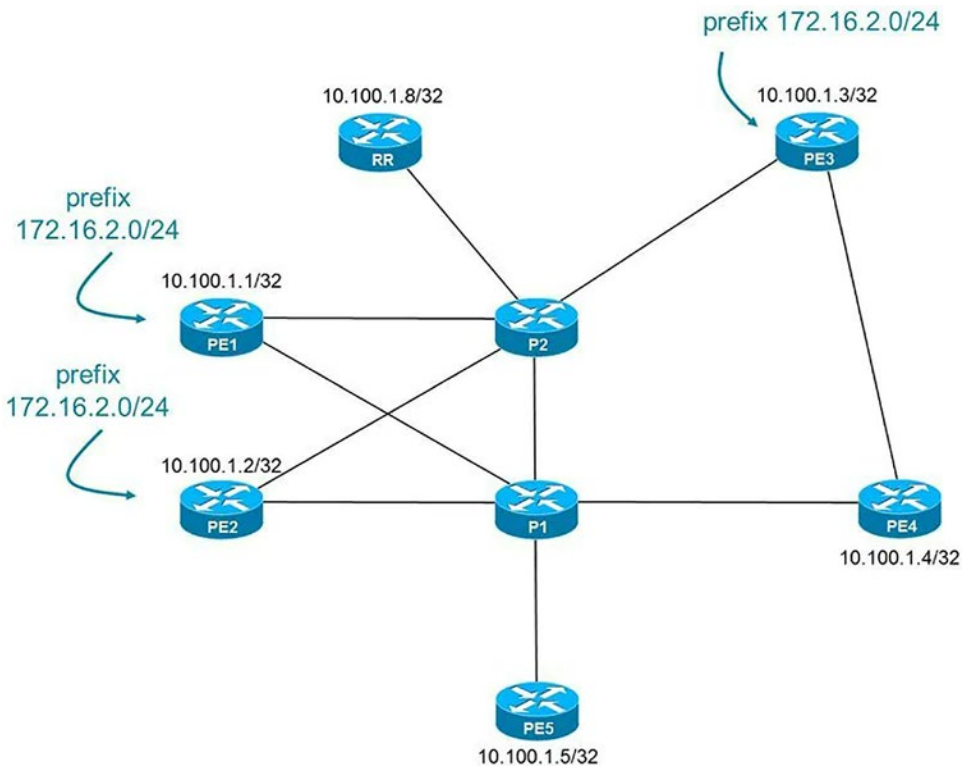 prefix 172.16.2.0/24
10.100.1.8/32
RR
10.100.1.3/32
PE3
prefix
172.16.2.0/24
10.100.1.1/32
PE1
P2
prefix
172.16.2.0/24
10.100.1.2/32
PE2
P1
PE4
10.100.1.4/32
PE5
10.100.1.5/32